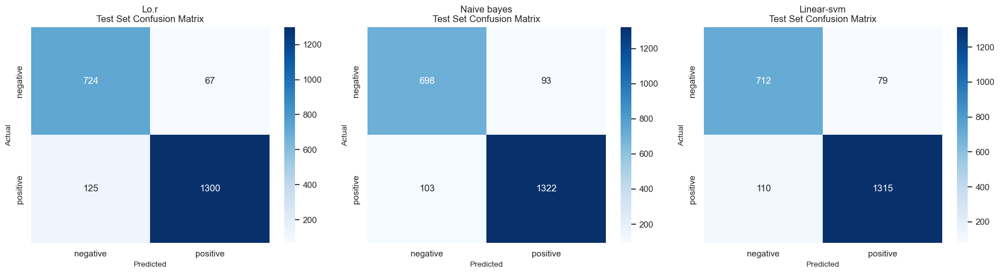 Lo.r
Test Set Confusion Matrix
724
67
125
1300
negative
positive
Actual
negative
positive
Predicted
1200
1000
800
600
400
200
Naive bayes
Test Set Confusion Matrix
698
93
103
1322
negative
positive
Actual
negative
positive
Predicted
1200
1000
800
600
400
200
Linear-svm
Test Set Confusion Matrix
712
79
110
1315
negative
positive
Actual
negative
positive
Predicted
1200
1000
800
600
400
200